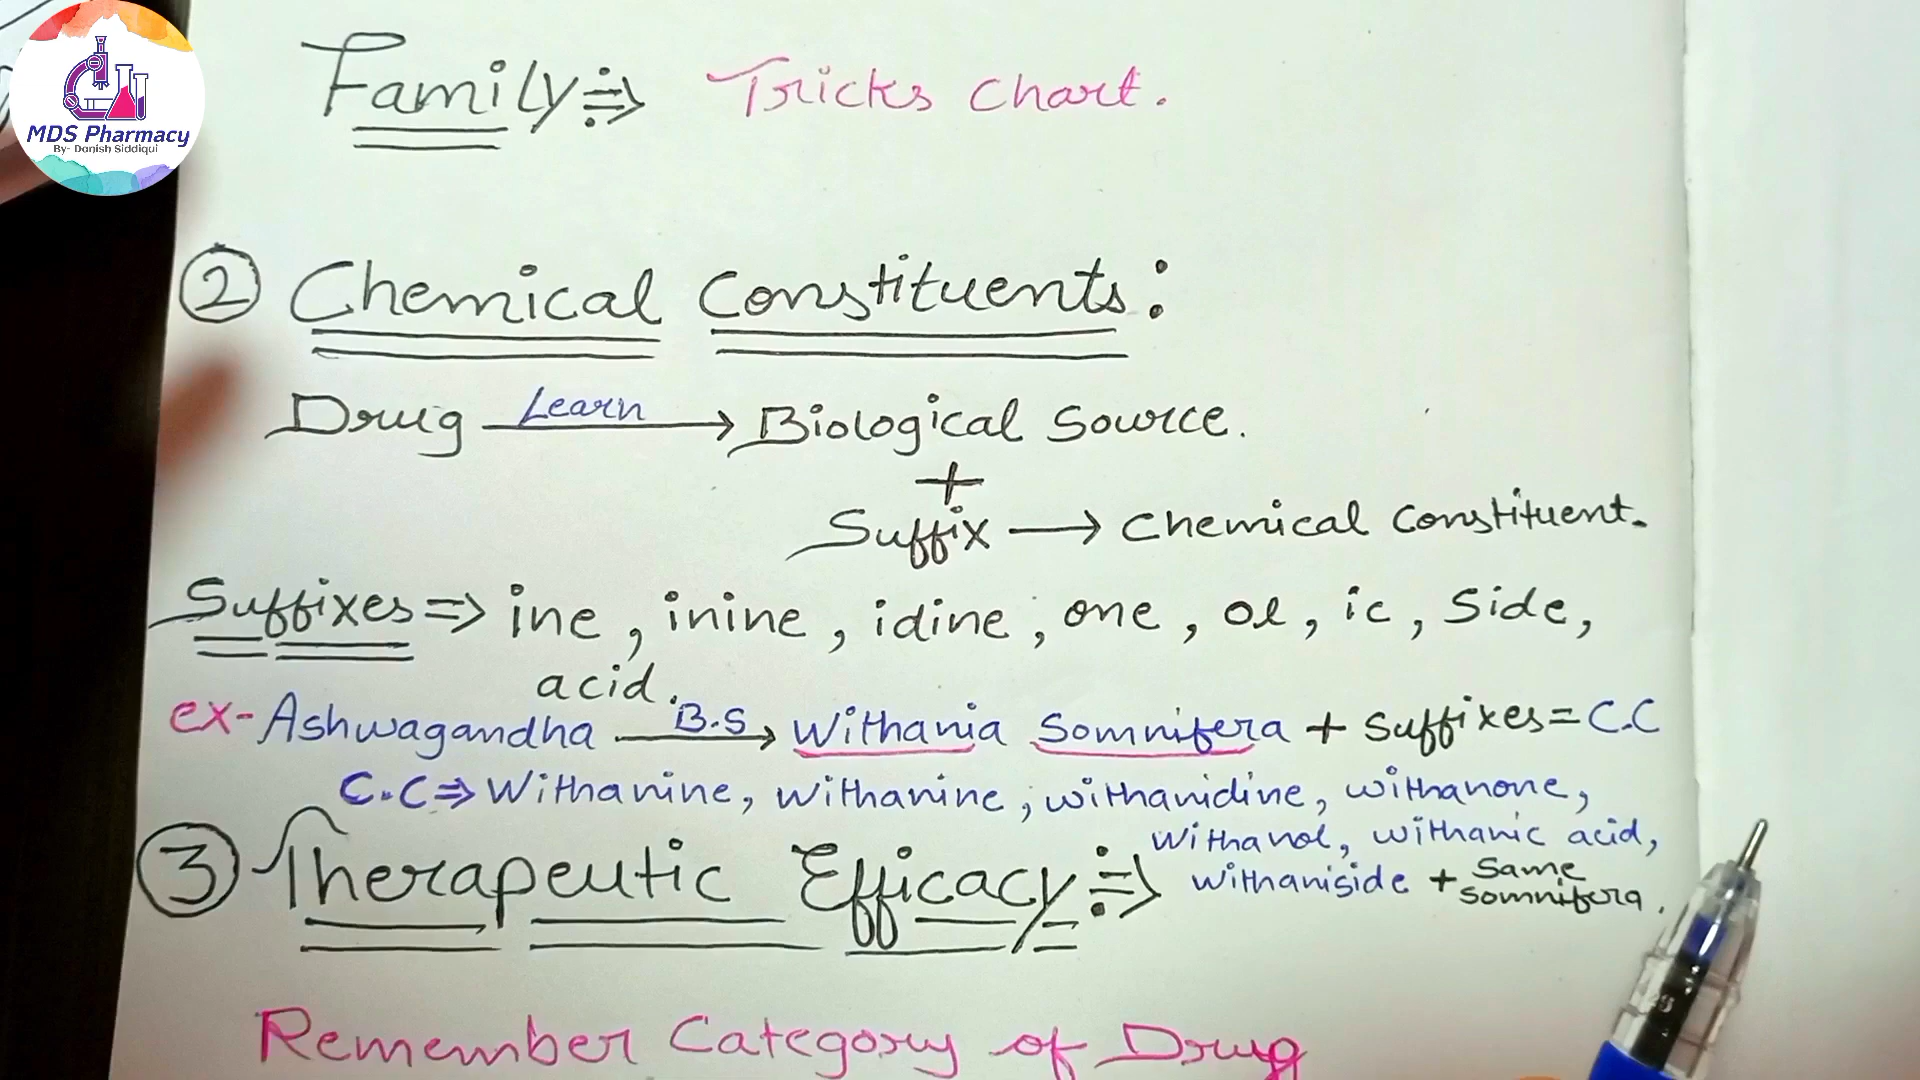 MDS Pharmacy
By- Danish Siddiqui
Family ⇒ Tricks Chart.
② Chemical Constituents:
Drug Learn → Biological Source.
+
Suffix → Chemical Constituent.
Suffixes ⇒ ine, inine, idine, one, ol, ic, Side,
acid.
ex- Ashwagandha B.S → Withania Somnifera + Suffixes = C.C
C.C ⇒ Withanine, withanine, withanidine, withanone,
withanol, withanic acid,
withaniside + Same
somnifera.
③ Therapeutic Efficacy ⇒
Remember Category of Drug